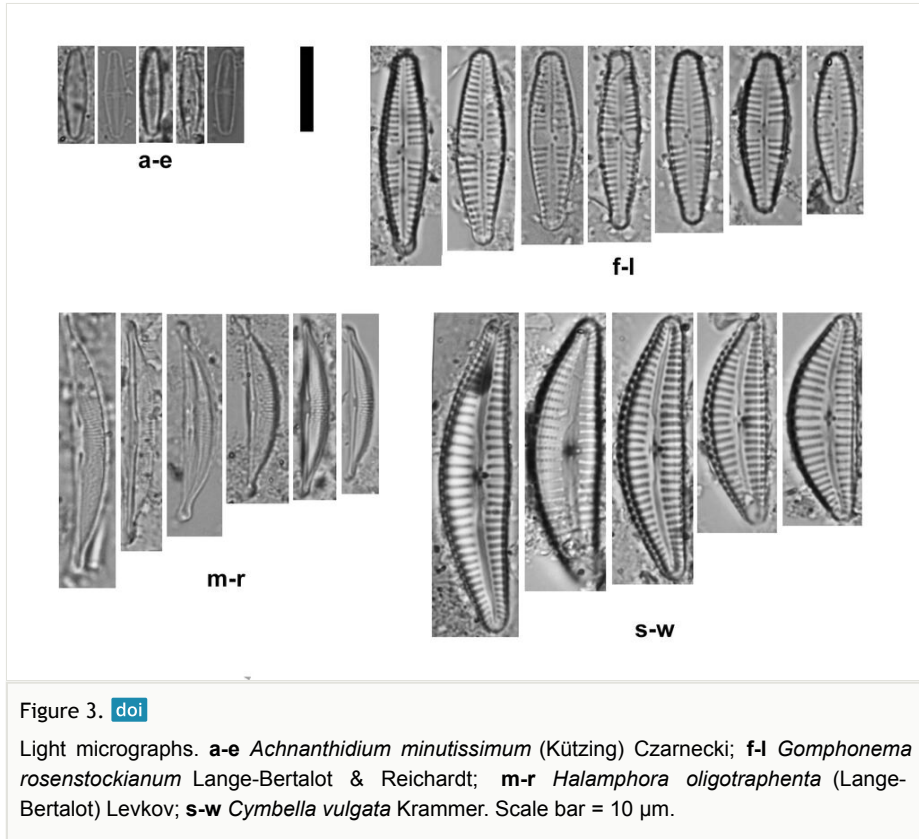 a-e
f-l
m-r
s-w
Figure 3. doi
Light micrographs. a-e Achnanthidium minutissimum (Kützing) Czarnecki; f-l Gomphonema
rosenstockianum Lange-Bertalot & Reichardt; m-r Halamphora oligotraphenta (Lange-
Bertalot) Levkov; s-w Cymbella vulgata Krammer. Scale bar = 10 µm.